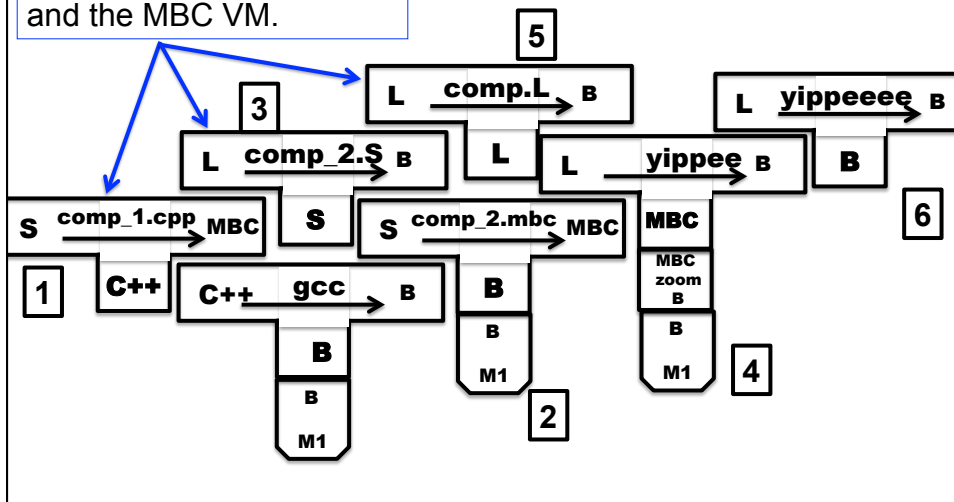 and the MBC VM.
5
L comp.L B
L
L yippeeee B
B
3
L comp_2.S B
S
L yippee B
MBC
MBC
zoom
B
B
M1
4
6
S comp_1.cpp MBC
C++
1
S comp_2.mbc MBC
B
B
M1
2
C++ gcc B
B
B
M1